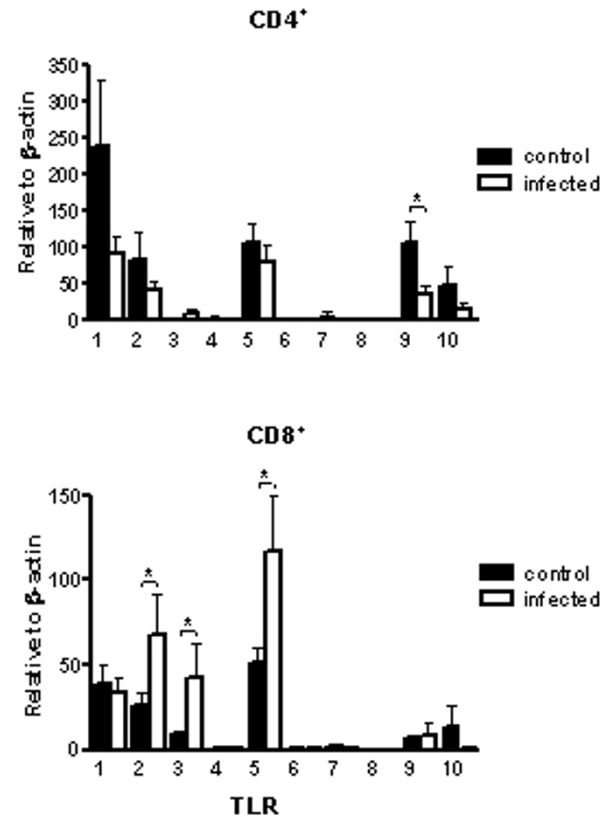 CD4⁺
350
300
250
200
150
100
50
0
Relative to β-actin
control
infected
*
1 2 3 4 5 6 7 8 9 10
CD8⁺
150
100
50
0
Relative to β-actin
control
infected
*
*
*
1 2 3 4 5 6 7 8 9 10
TLR